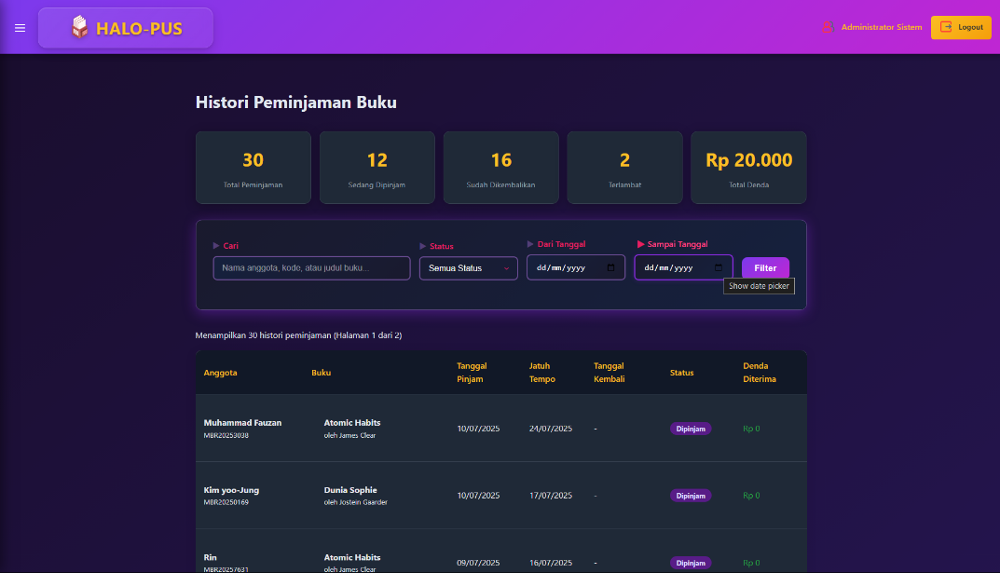 HALO-PUS
Administrator Sistem
Logout
Histori Peminjaman Buku
30
Total Peminjaman
12
Sedang Dipinjam
16
Sudah Dikembalikan
2
Terlambat
Rp 20.000
Total Denda
Cari
Nama anggota, kode, atau judul buku...
Status
Semua Status
Dari Tanggal
dd/mm/yyyy
Sampai Tanggal
dd/mm/yyyy
Filter
Show date picker
Menampilkan 30 histori peminjaman (Halaman 1 dari 2)
Anggota Buku Tanggal Pinjam Jatuh Tempo Tanggal Kembali Status Denda Diterima
Muhammad Fauzan Atomic Habits
MBR20253038 oleh James Clear
10/07/2025 24/07/2025 - Dipinjam Rp 0
Kim yoo-Jung Dunia Sophie
MBR20250169 oleh Jostein Gaarder
10/07/2025 17/07/2025 - Dipinjam Rp 0
Rin Atomic Habits
MBR20257631 oleh James Clear
09/07/2025 16/07/2025 - Dipinjam Rp 0